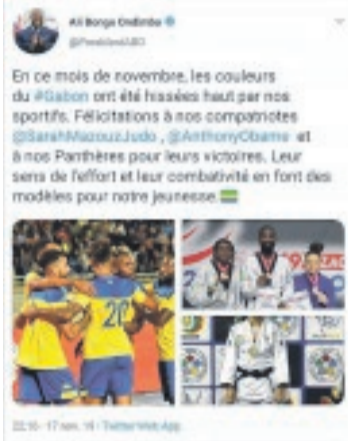 Ali Bongo Ondimba
@PresidentABO
En ce mois de novembre, les couleurs
du #Gabon ont été hissées haut par nos
sportifs. Félicitations à nos compatriotes
@SarahMazouzJudo, @AnthonyObame et
à nos Panthères pour leurs victoires. Leur
sens de l'effort et leur combativité en font des
modèles pour notre jeunesse.
20
22:10 - 17 nov. 19 - Twitter Web App